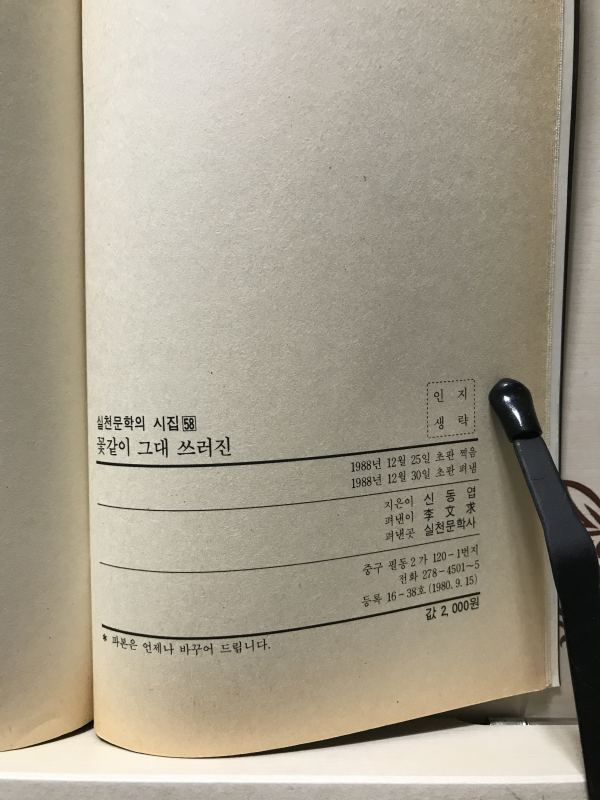 인 지
생 략
실천문학의 시집 58
꽃같이 그대 쓰러진
1988년 12월 25일 초판 찍음
1988년 12월 30일 초판 펴냄
지은이 신 동 엽
펴낸이 李 文 求
펴낸곳 실천문학사
중구 필동2가 120-1번지
전화 278-4501~5
등록 16-38호(1980.9.15)
값 2,000원
* 파본은 언제나 바꾸어 드립니다.